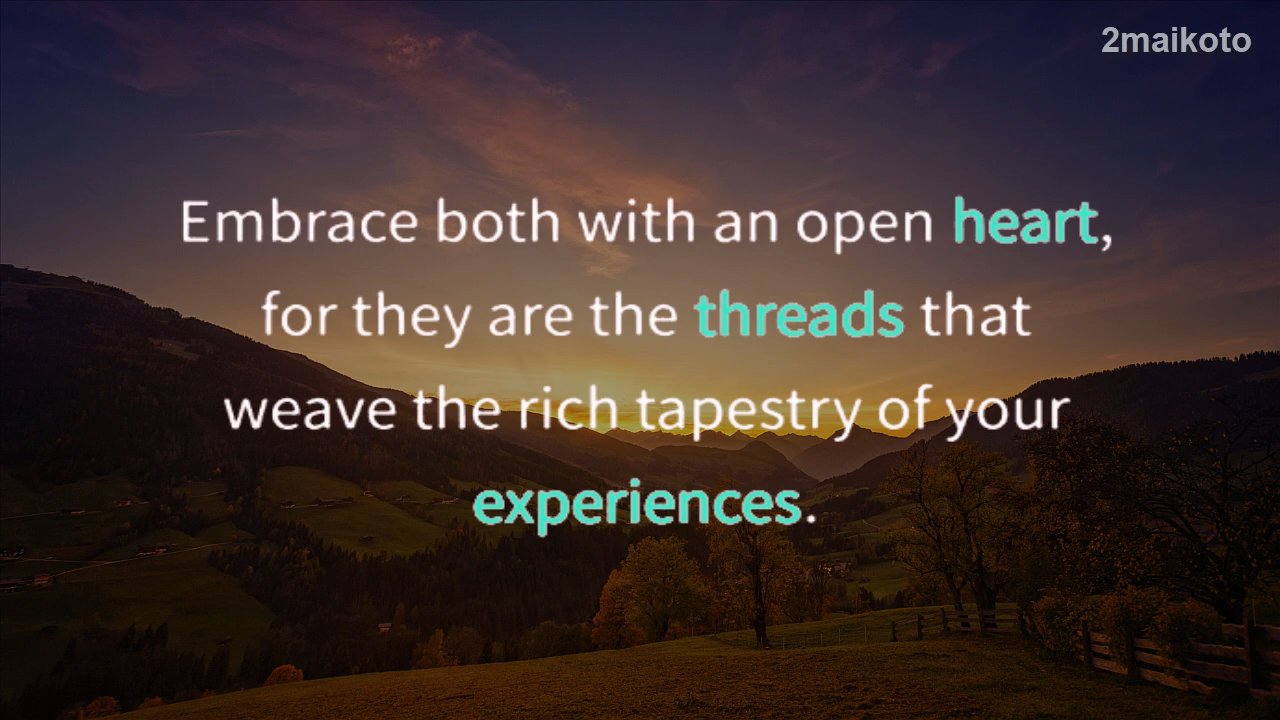 2maikoto
Embrace both with an open heart,
for they are the threads that
weave the rich tapestry of your
experiences.